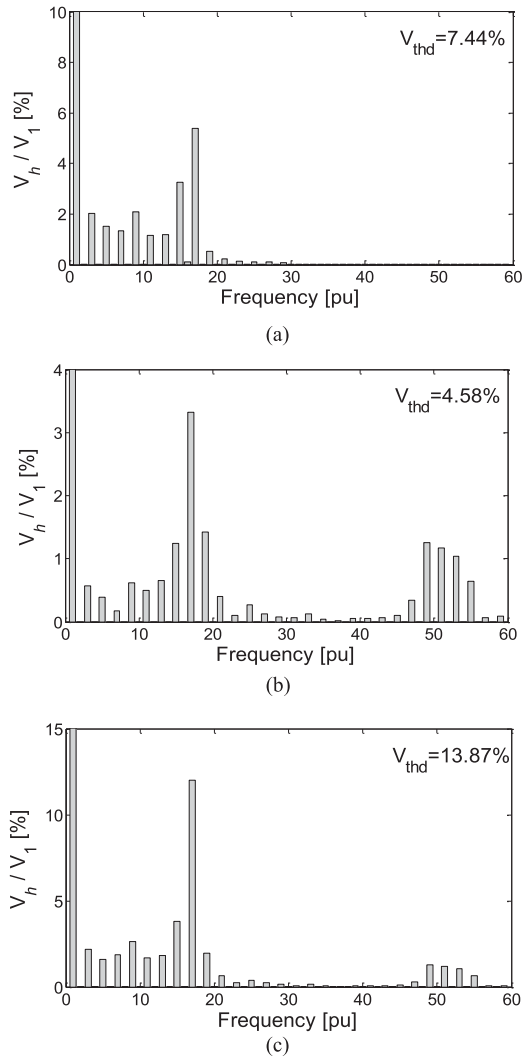 10
8
6
4
2
0
V_h / V_1 [%]
V_thd=7.44%
0 10 20 30 40 50 60
Frequency [pu]
(a)
4
3
2
1
0
V_h / V_1 [%]
V_thd=4.58%
0 10 20 30 40 50 60
Frequency [pu]
(b)
15
10
5
0
V_h / V_1 [%]
V_thd=13.87%
0 10 20 30 40 50 60
Frequency [pu]
(c)